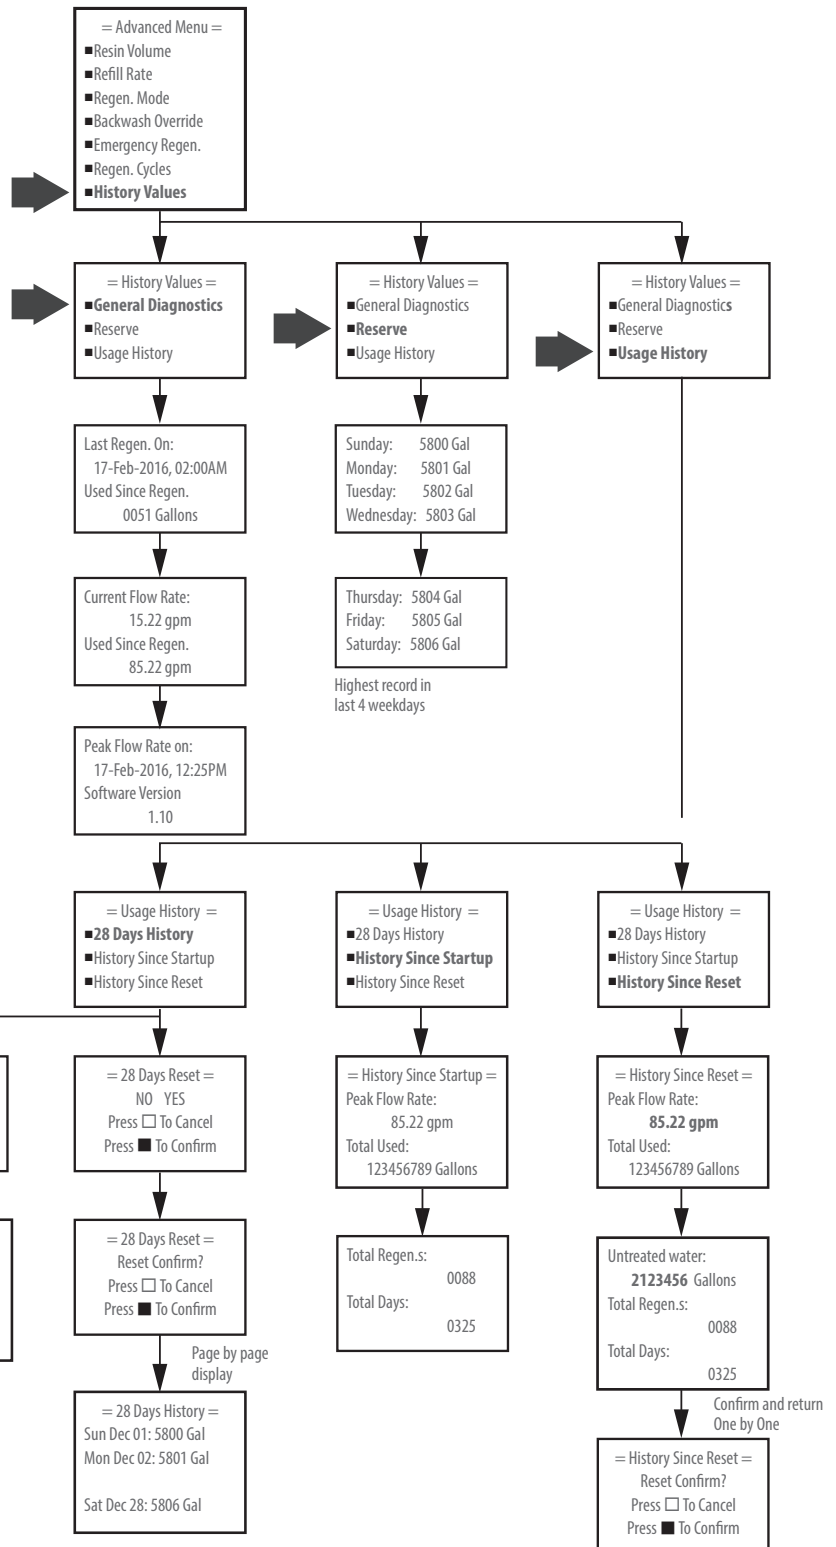 = Advanced Menu =
■Resin Volume
■Refill Rate
■Regen. Mode
■Backwash Override
■Emergency Regen.
■Regen. Cycles
■History Values
= History Values =
■General Diagnostics
■Reserve
■Usage History
= History Values =
■General Diagnostics
■Reserve
■Usage History
= History Values =
■General Diagnostics
■Reserve
■Usage History
Last Regen. On:
17-Feb-2016, 02:00AM
Used Since Regen.
0051 Gallons
Sunday: 5800 Gal
Monday: 5801 Gal
Tuesday: 5802 Gal
Wednesday: 5803 Gal
Current Flow Rate:
15.22 gpm
Used Since Regen.
85.22 gpm
Thursday: 5804 Gal
Friday: 5805 Gal
Saturday: 5806 Gal
Highest record in
last 4 weekdays
Peak Flow Rate on:
17-Feb-2016, 12:25PM
Software Version
1.10
= Usage History =
■28 Days History
■History Since Startup
■History Since Reset
= Usage History =
■28 Days History
■History Since Startup
■History Since Reset
= Usage History =
■28 Days History
■History Since Startup
■History Since Reset
= 28 Days Reset =
NO YES
Press □ To Cancel
Press ■ To Confirm
= History Since Startup =
Peak Flow Rate:
85.22 gpm
Total Used:
123456789 Gallons
= History Since Reset =
Peak Flow Rate:
85.22 gpm
Total Used:
123456789 Gallons
= 28 Days Reset =
Reset Confirm?
Press □ To Cancel
Press ■ To Confirm
Total Regen.s:
0088
Total Days:
0325
Untreated water:
2123456 Gallons
Total Regen.s:
0088
Total Days:
0325
Page by page
display
Confirm and return
One by One
= 28 Days History =
Sun Dec 01: 5800 Gal
Mon Dec 02: 5801 Gal
Sat Dec 28: 5806 Gal
= History Since Reset =
Reset Confirm?
Press □ To Cancel
Press ■ To Confirm